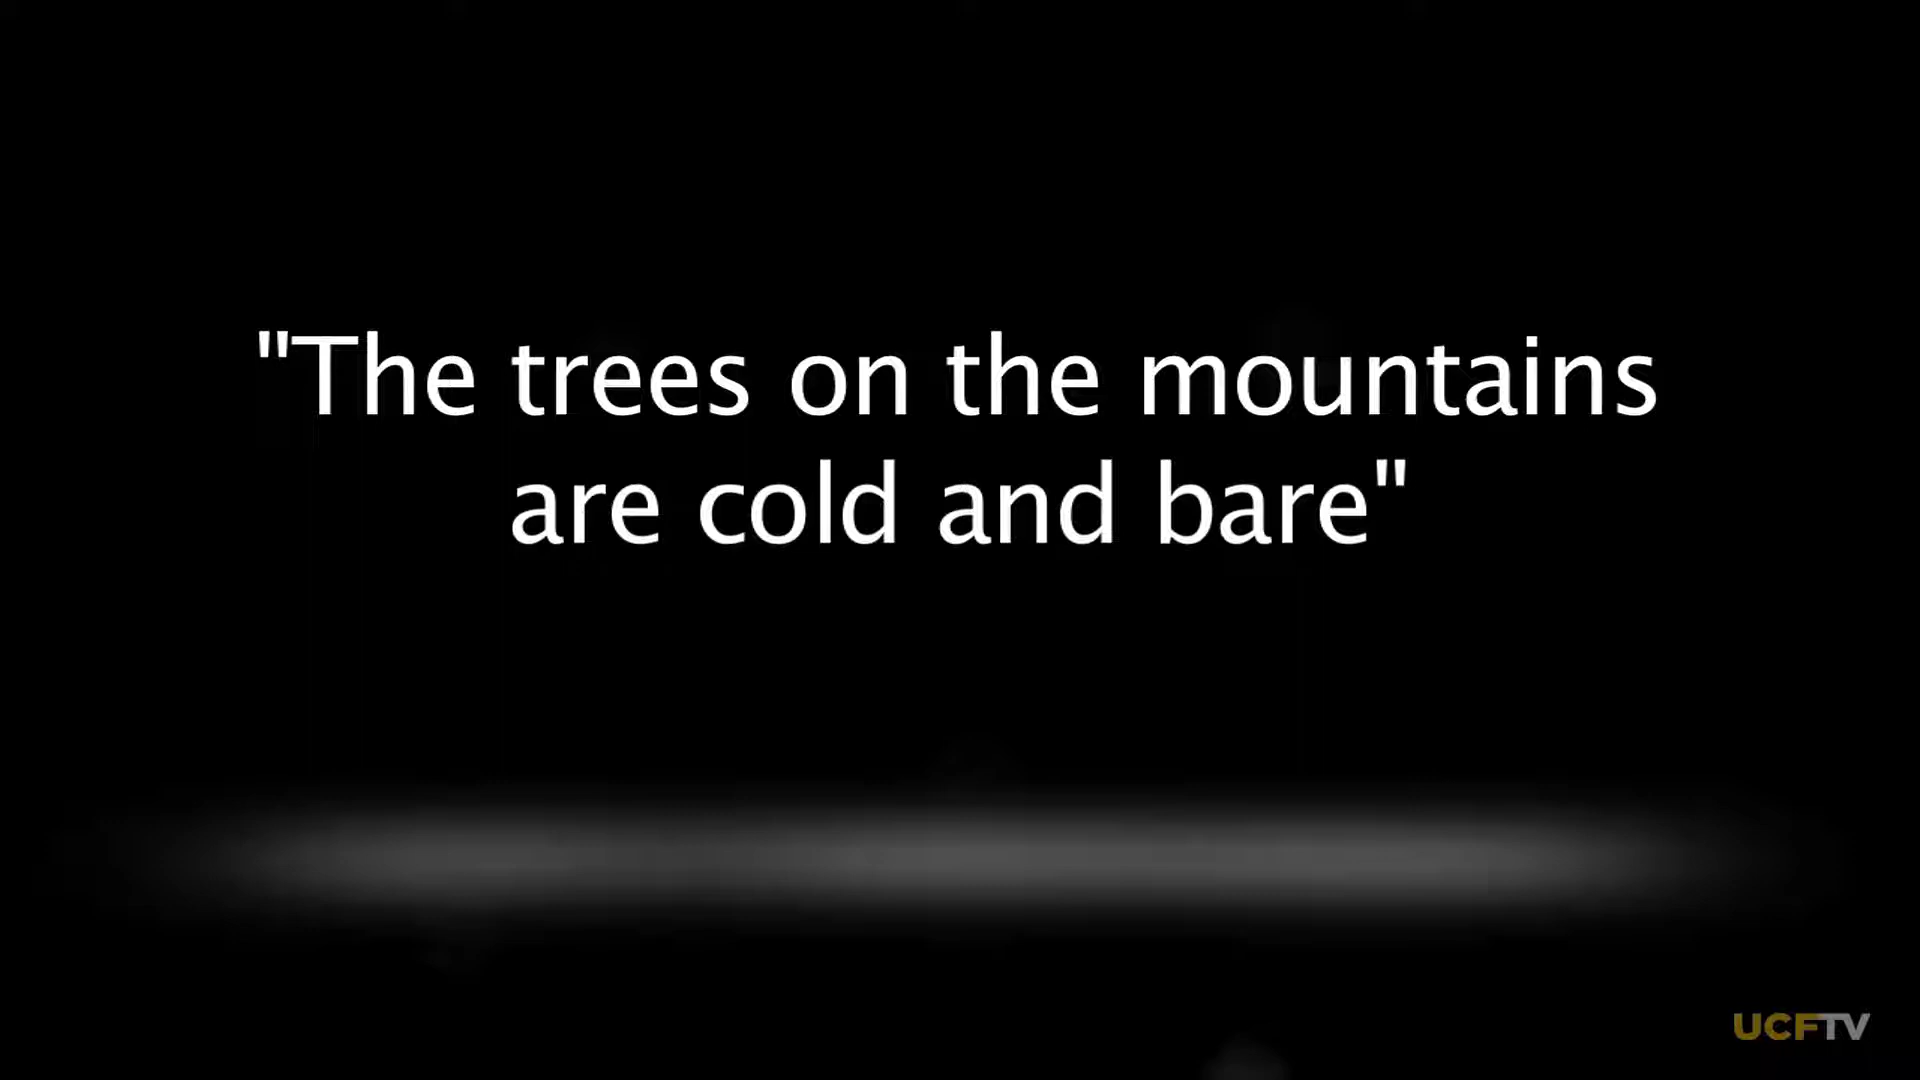 "The trees on the mountains
are cold and bare"
UCFTV